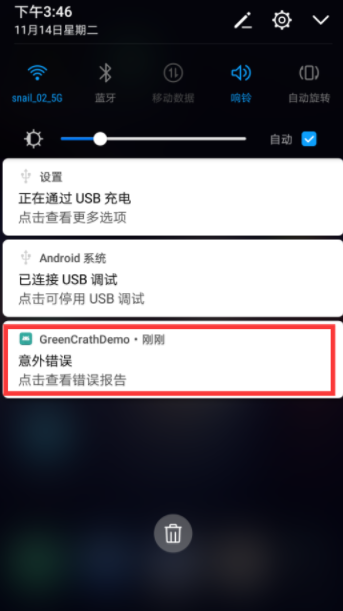 下午3:46
11月14日星期二
snail_02_5G
蓝牙
移动数据
响铃
自动旋转
自动
设置
正在通过 USB 充电
点击查看更多选项
Android 系统
已连接 USB 调试
点击可停用 USB 调试
GreenCrathDemo • 刚刚
意外错误
点击查看错误报告